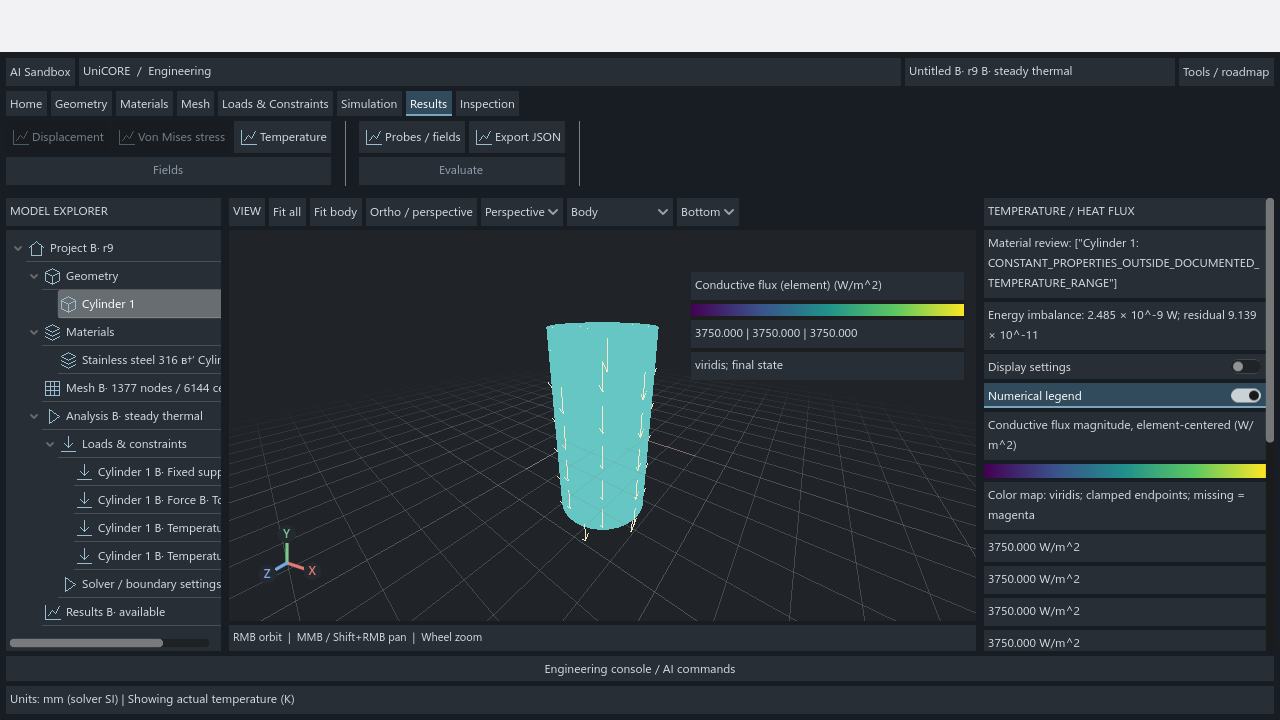 AI Sandbox
UniCORE / Engineering
Untitled В· r9 В· steady thermal
Tools / roadmap
Home
Geometry
Materials
Mesh
Loads & Constraints
Simulation
Results
Inspection
Displacement
Von Mises stress
Temperature
Probes / fields
Export JSON
Fields
Evaluate
MODEL EXPLORER
VIEW
Fit all
Fit body
Ortho / perspective
Perspective
Body
Bottom
TEMPERATURE / HEAT FLUX
Project В· r9
Geometry
Cylinder 1
Materials
Stainless steel 316 в†' Cylin
Mesh В· 1377 nodes / 6144 ce
Analysis В· steady thermal
Loads & constraints
Cylinder 1 В· Fixed supp
Cylinder 1 В· Force В· To
Cylinder 1 В· Temperatu
Cylinder 1 В· Temperatu
Solver / boundary settings
Results В· available
Conductive flux (element) (W/m^2)
3750.000 | 3750.000 | 3750.000
viridis; final state
Y
Z
X
RMB orbit | MMB / Shift+RMB pan | Wheel zoom
Material review: ["Cylinder 1:
CONSTANT_PROPERTIES_OUTSIDE_DOCUMENTED_
TEMPERATURE_RANGE"]
Energy imbalance: 2.485 × 10^-9 W; residual 9.139
× 10^-11
Display settings
Numerical legend
Conductive flux magnitude, element-centered (W/
m^2)
Color map: viridis; clamped endpoints; missing =
magenta
3750.000 W/m^2
3750.000 W/m^2
3750.000 W/m^2
3750.000 W/m^2
Engineering console / AI commands
Units: mm (solver SI) | Showing actual temperature (K)